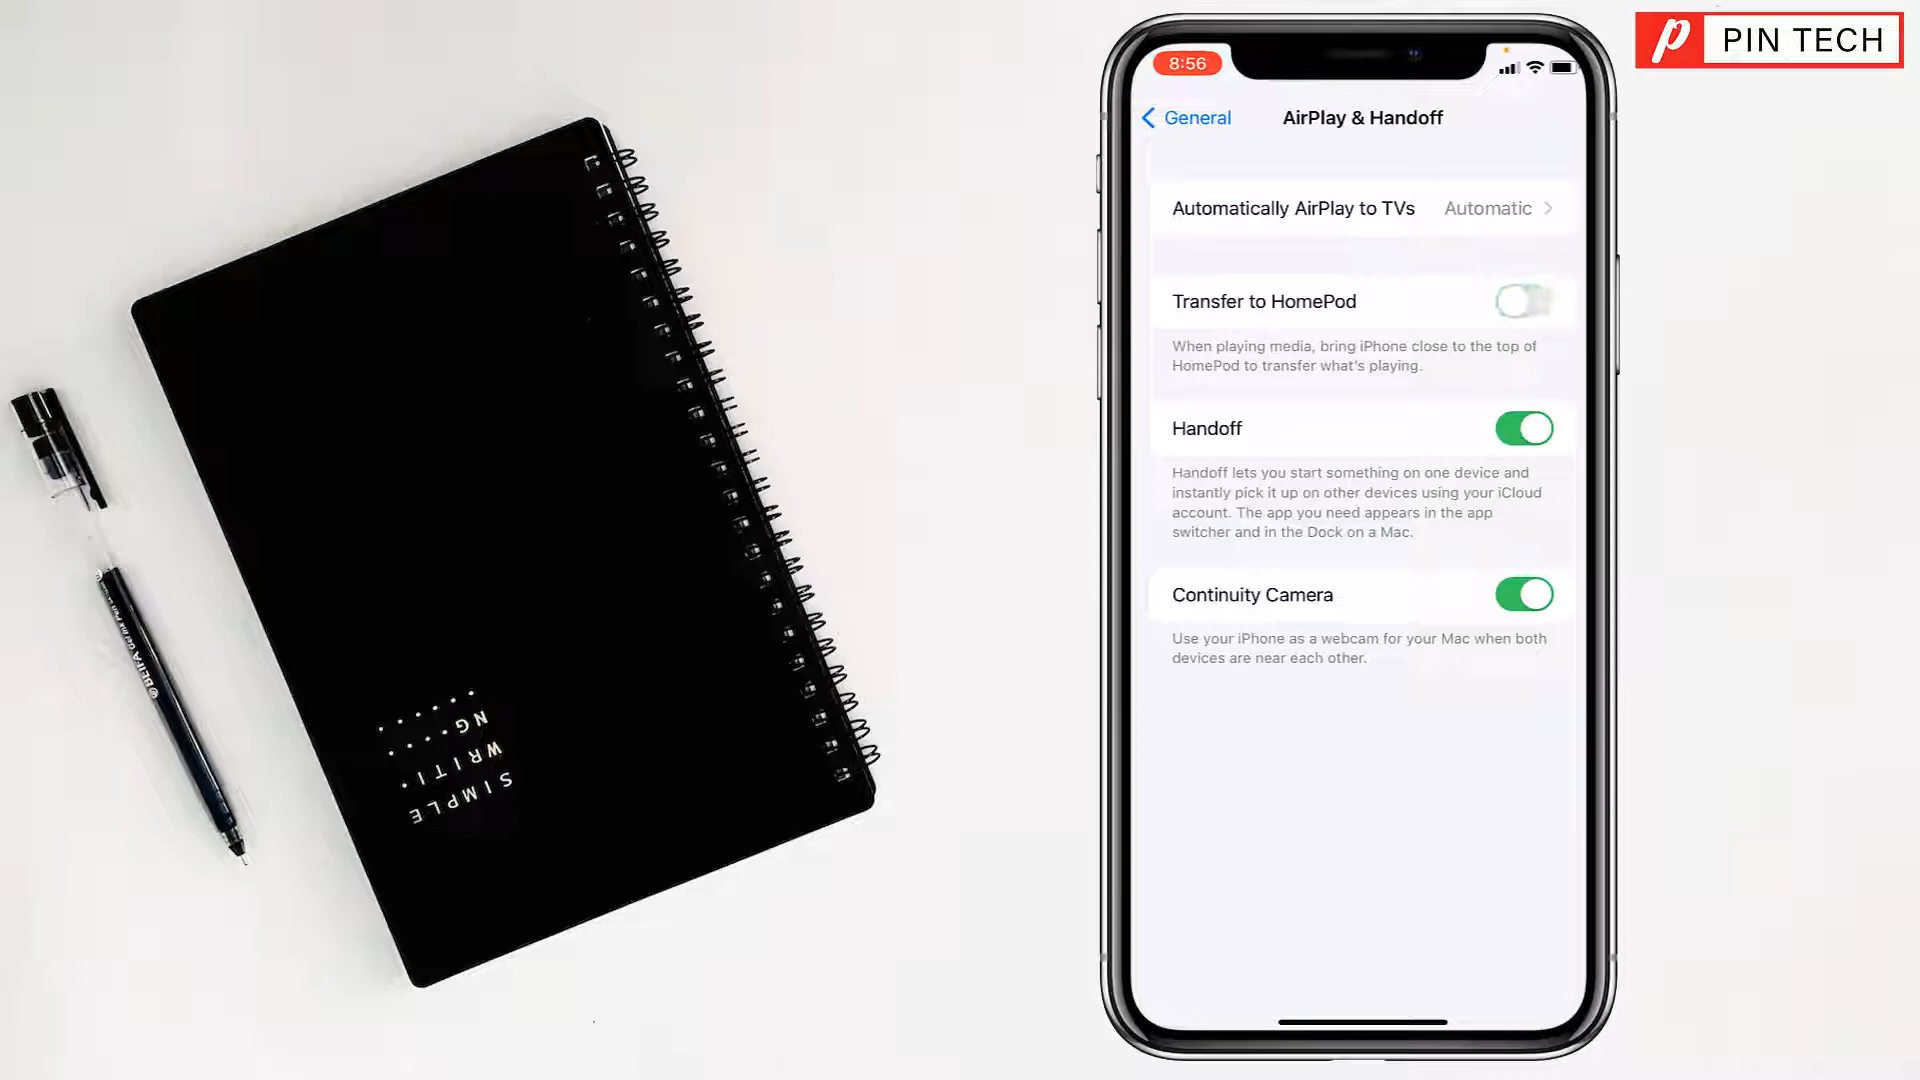 PIN TECH
8:56
General
AirPlay & Handoff
Automatically AirPlay to TVs
Automatic
Transfer to HomePod
When playing media, bring iPhone close to the top of
HomePod to transfer what's playing.
Handoff
Handoff lets you start something on one device and
instantly pick it up on other devices using your iCloud
account. The app you need appears in the app
switcher and in the Dock on a Mac.
Continuity Camera
Use your iPhone as a webcam for your Mac when both
devices are near each other.
SIMPLE
WRITI
NG